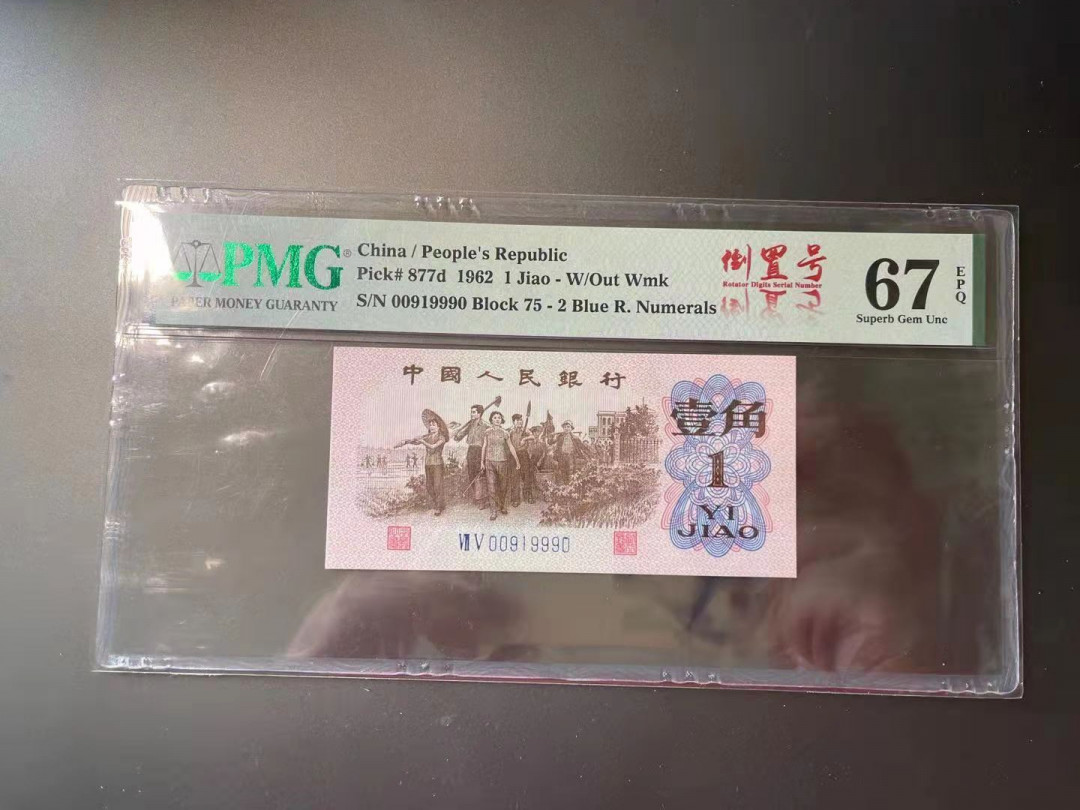 PMG®
PAPER MONEY GUARANTY
China / People's Republic
Pick# 877d 1962 1 Jiao - W/Out Wmk
S/N 00919990 Block 75 - 2 Blue R. Numerals
倒置号
Rotator Digits Serial Number
67
EPQ
Superb Gem Unc
中國人民銀行
壹角
1
YI
JIAO
Ⅶ Ⅴ 00919990